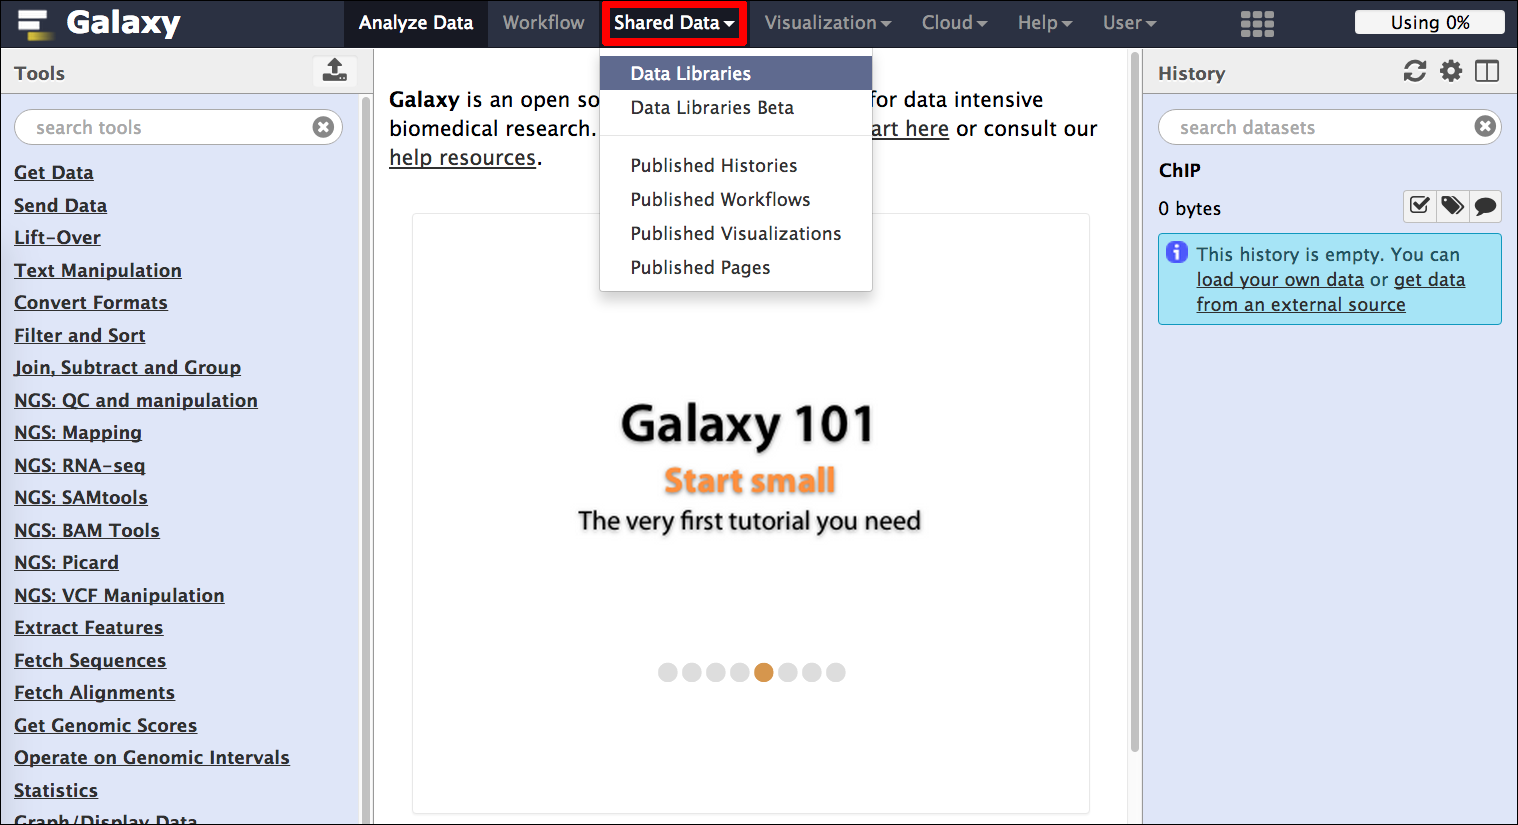 Galaxy
Analyze Data
Workflow
Shared Data
Visualization
Cloud
Help
User
Using 0%
Tools
search tools
Get Data
Send Data
Lift-Over
Text Manipulation
Convert Formats
Filter and Sort
Join, Subtract and Group
NGS: QC and manipulation
NGS: Mapping
NGS: RNA-seq
NGS: SAMtools
NGS: BAM Tools
NGS: Picard
NGS: VCF Manipulation
Extract Features
Fetch Sequences
Fetch Alignments
Get Genomic Scores
Operate on Genomic Intervals
Statistics
Graph/Display Data
Data Libraries
Data Libraries Beta
Published Histories
Published Workflows
Published Visualizations
Published Pages
Galaxy is an open so for data intensive
biomedical research. art here or consult our
help resources.
Galaxy 101
Start small
The very first tutorial you need
History
search datasets
ChIP
0 bytes
This history is empty. You can
load your own data or get data
from an external source